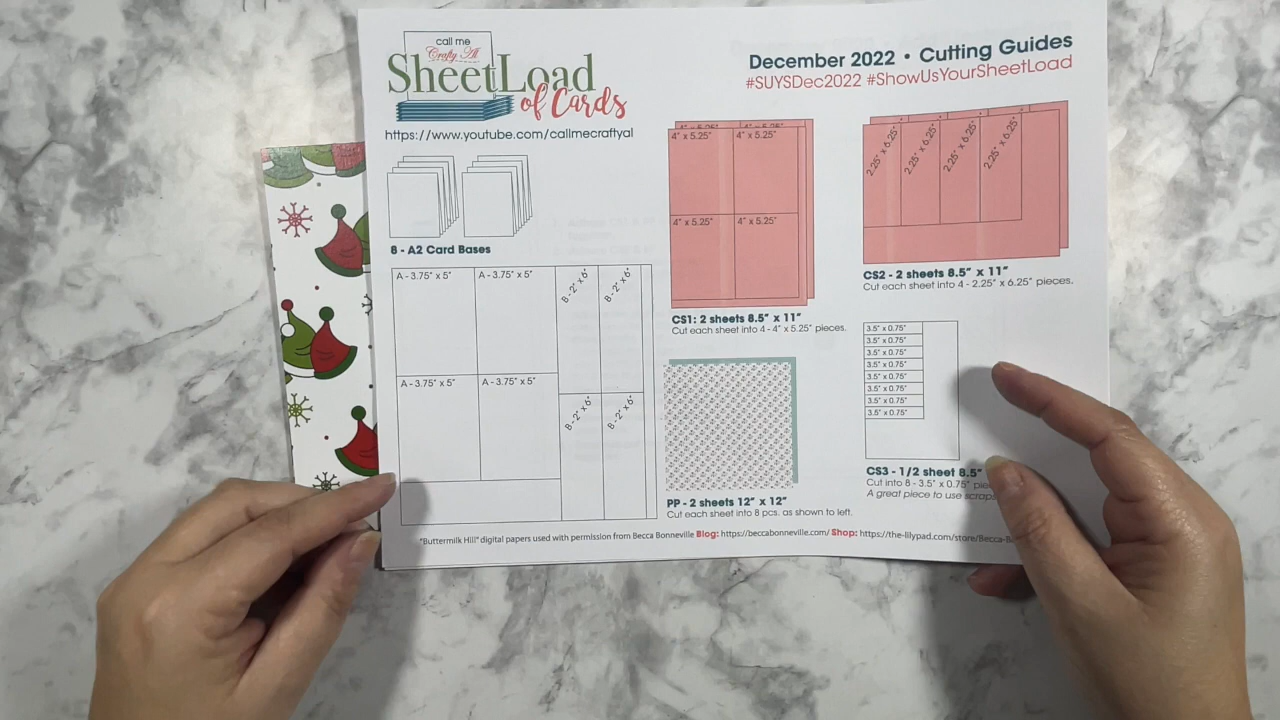 call me
Crafty Al
SheetLoad
of Cards
https://www.youtube.com/callmecraftyal
December 2022 • Cutting Guides
#SUYSDec2022 #ShowUsYourSheetLoad
8 - A2 Card Bases
A - 3.75" x 5"
A - 3.75" x 5"
B - 2" x 6"
B - 2" x 6"
A - 3.75" x 5"
A - 3.75" x 5"
B - 2" x 6"
B - 2" x 6"
4" x 5.25"
4" x 5.25"
4" x 5.25"
4" x 5.25"
4" x 5.25"
CS1: 2 sheets 8.5" x 11"
Cut each sheet into 4 - 4" x 5.25" pieces.
2.25" x 6.25"
2.25" x 6.25"
2.25" x 6.25"
2.25" x 6.25"
CS2 - 2 sheets 8.5" x 11"
Cut each sheet into 4 - 2.25" x 6.25" pieces.
PP - 2 sheets 12" x 12"
Cut each sheet into 8 pcs. as shown to left.
3.5" x 0.75"
3.5" x 0.75"
3.5" x 0.75"
3.5" x 0.75"
3.5" x 0.75"
3.5" x 0.75"
3.5" x 0.75"
3.5" x 0.75"
CS3 - 1/2 sheet 8.5"
Cut into 8 - 3.5" x 0.75"
A great piece to use scraps
"Buttermilk Hill" digital papers used with permission from Becca Bonneville Blog: https://beccabonneville.com/ Shop: https://the-lilypad.com/store/Becca-